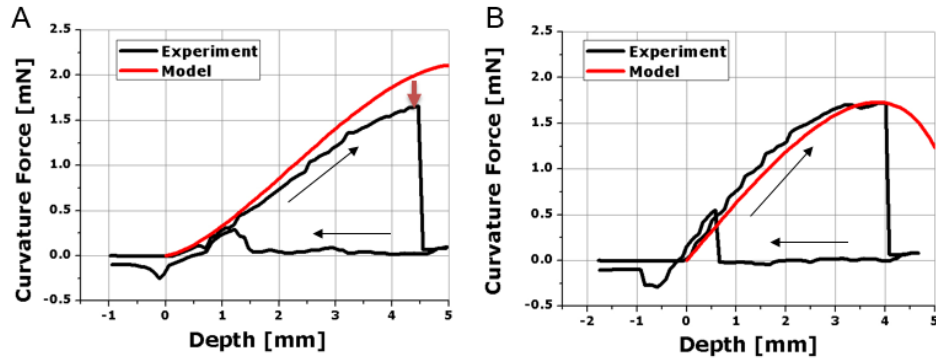 A
Curvature Force [mN]
2.5
2.0
1.5
1.0
0.5
0.0
-0.5
Experiment
Model
-1 0 1 2 3 4 5
Depth [mm]
B
Curvature Force [mN]
2.5
2.0
1.5
1.0
0.5
0.0
-0.5
Experiment
Model
-2 -1 0 1 2 3 4 5
Depth [mm]